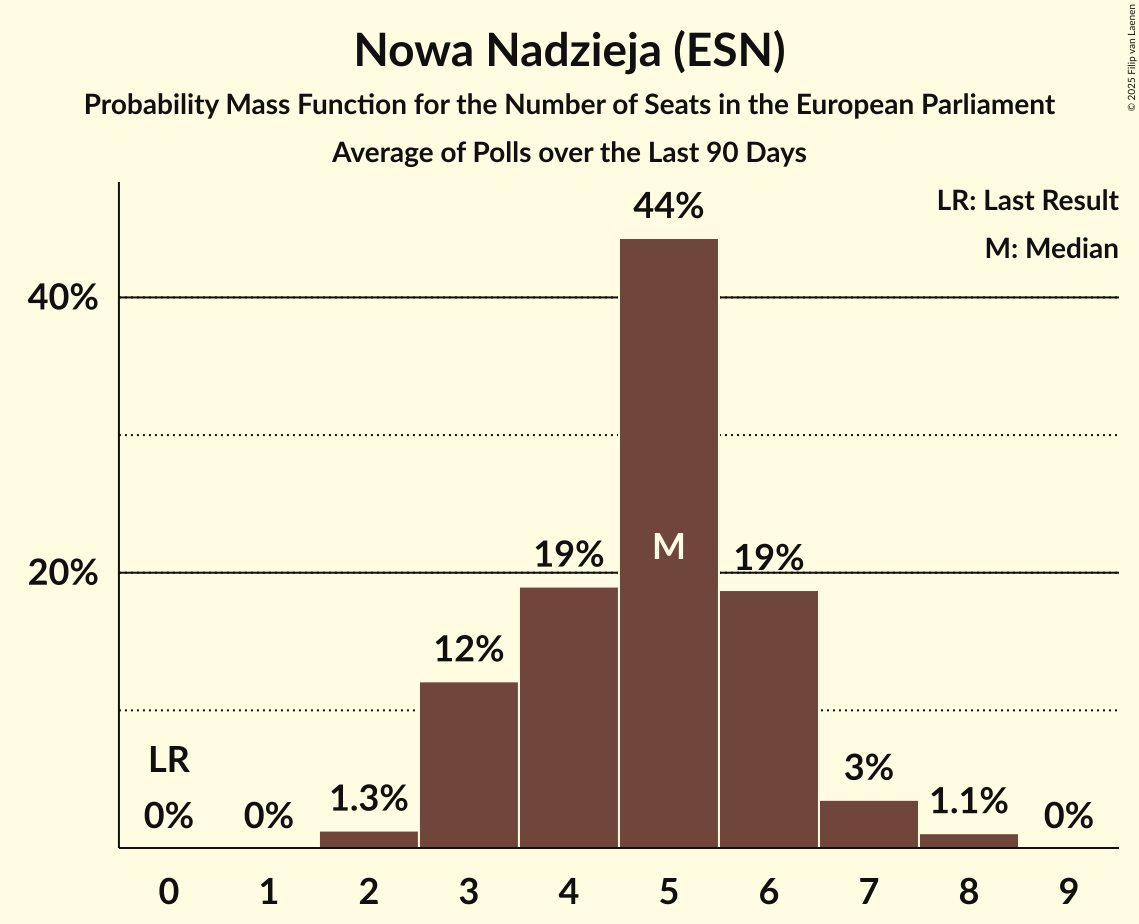 Nowa Nadzieja (ESN)
Probability Mass Function for the Number of Seats in the European Parliament
Average of Polls over the Last 90 Days
© 2025 Filip van Laenen
LR: Last Result
M: Median
44%
40%
M
19%
19%
20%
12%
LR
3%
1.3%
1.1%
0%
0%
0%
0 1 2 3 4 5 6 7 8 9